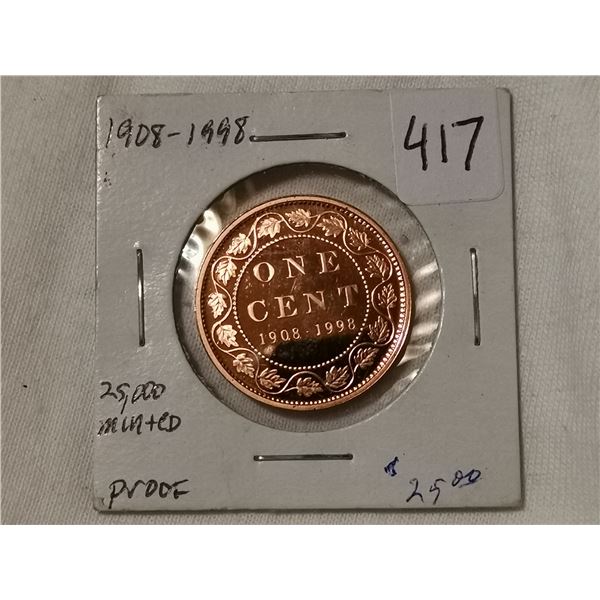 1908-1998
417
ONE
CENT
1908-1998
25,000
minted
Proof
$25.00